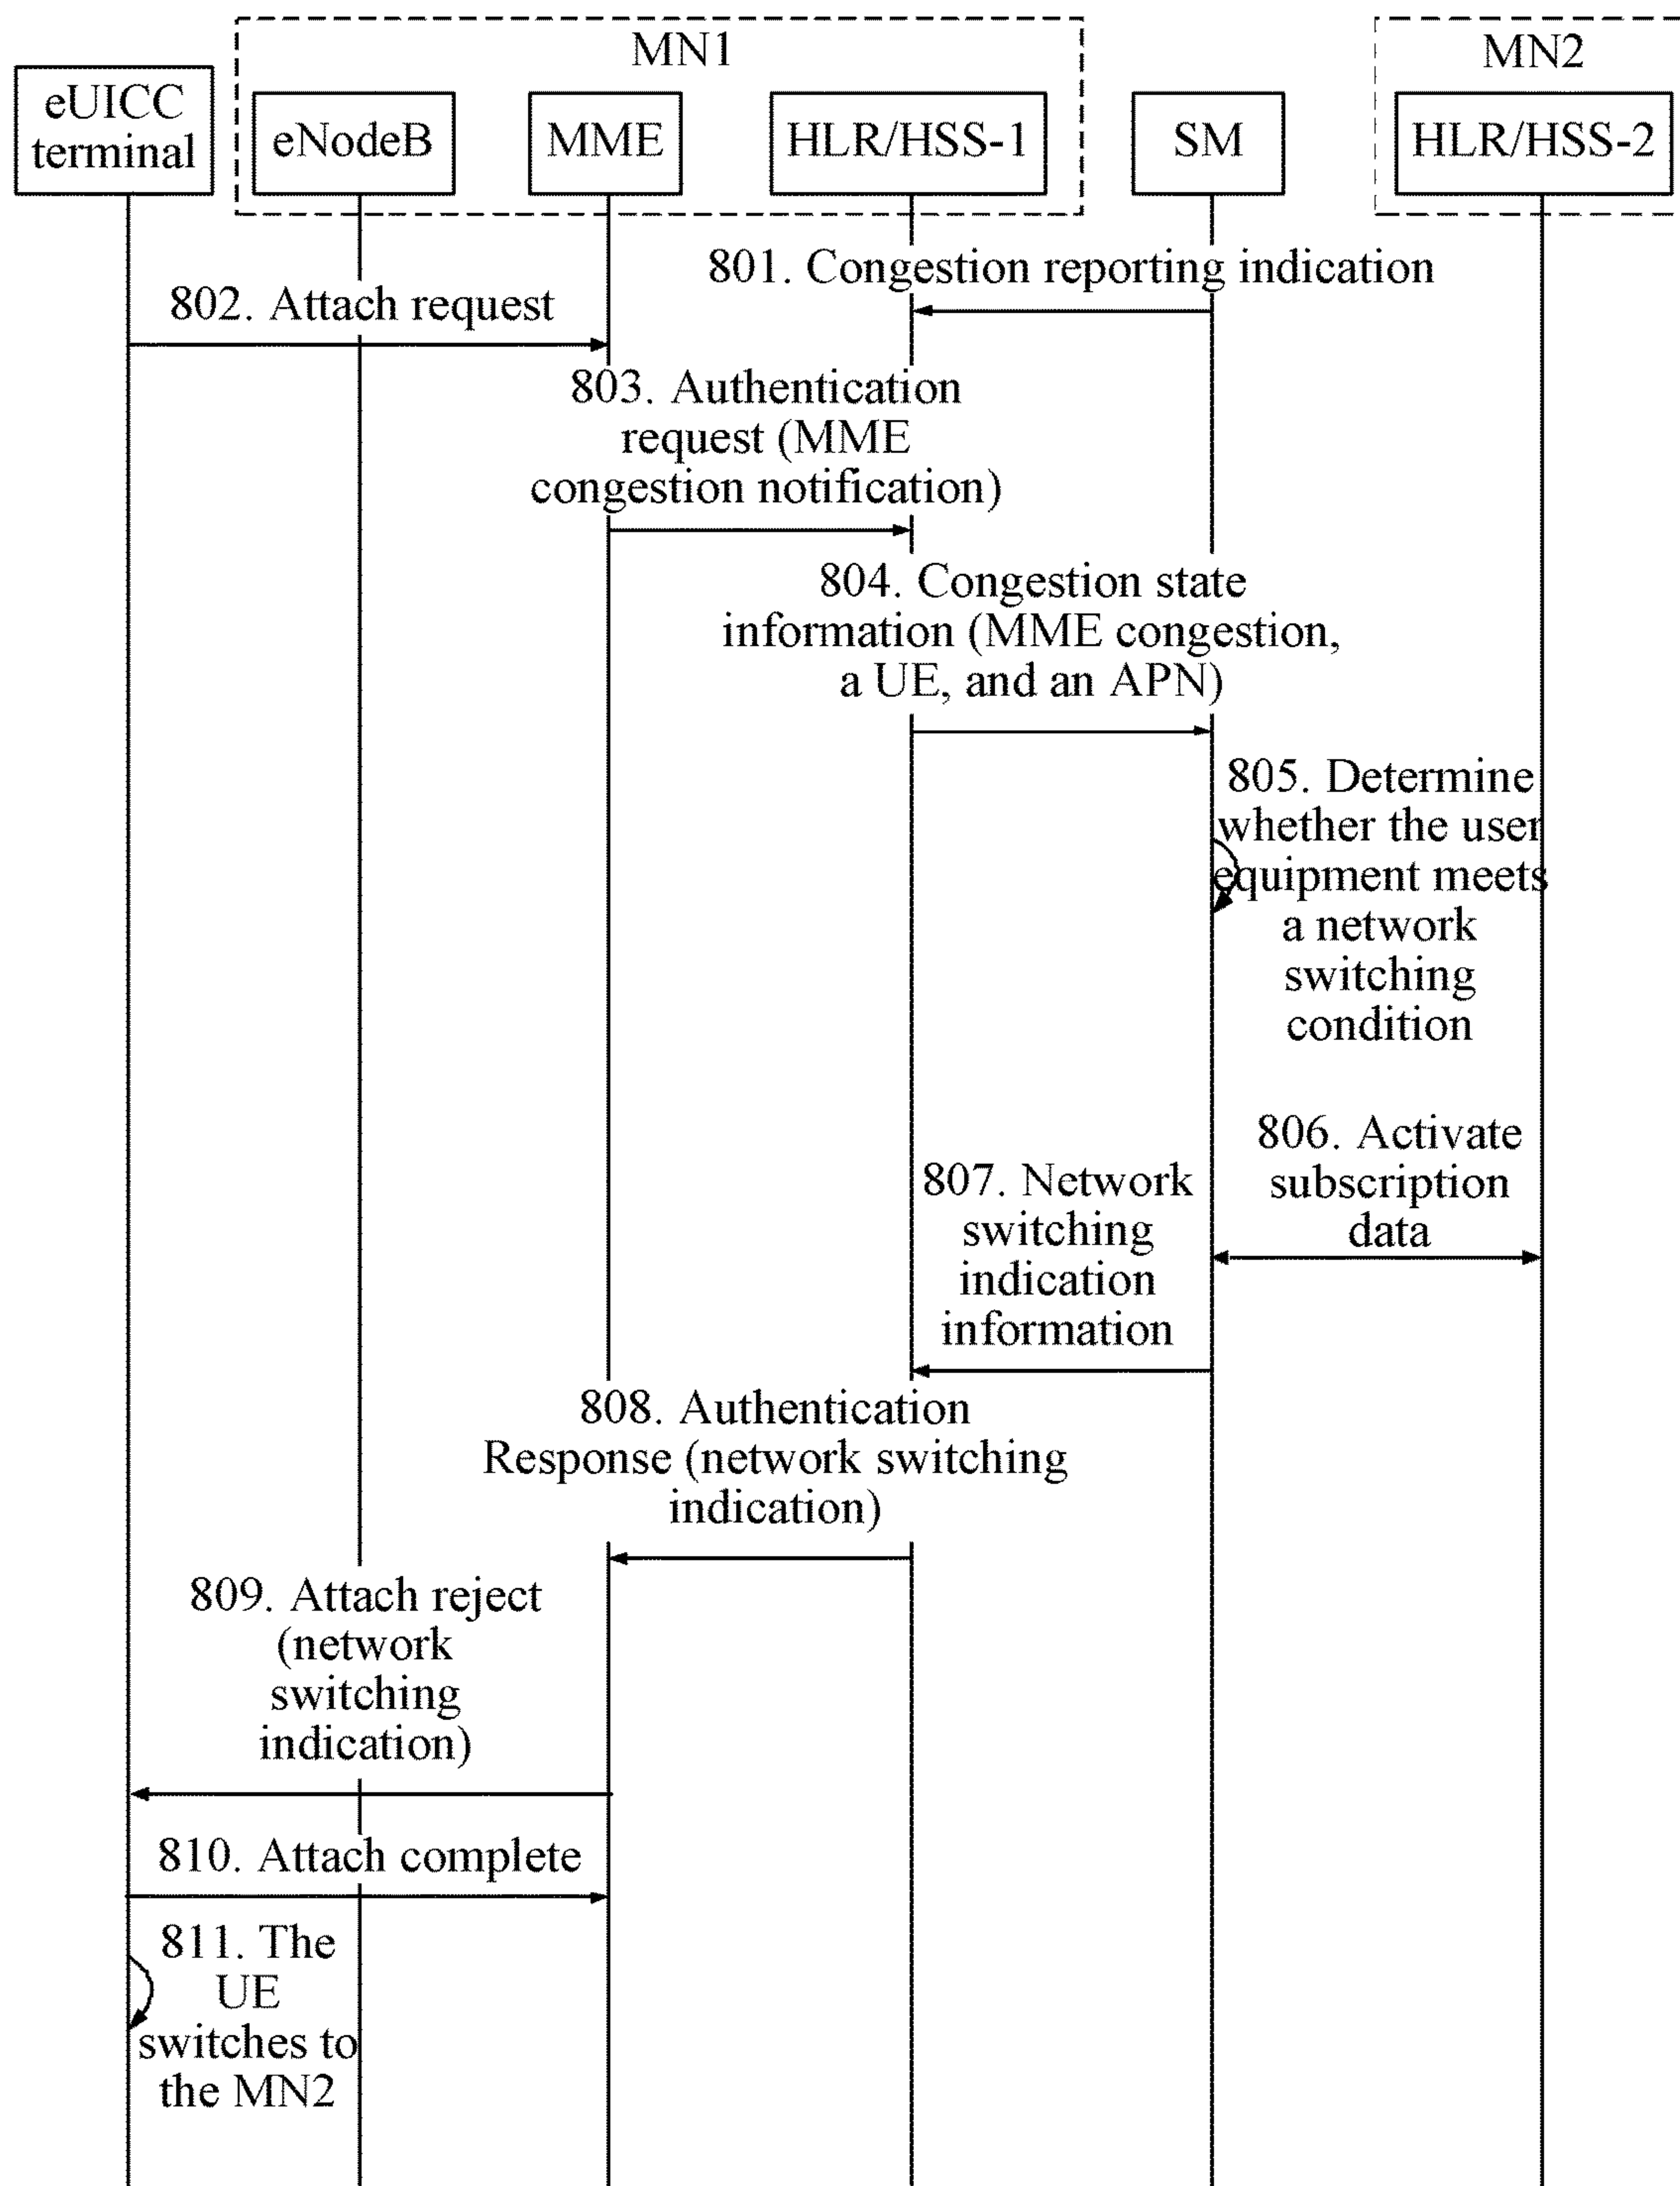 MN1
MN2
eUICC
terminal
eNodeB
MME
HLR/HSS-1
SM
HLR/HSS-2
801. Congestion reporting indication
802. Attach request
803. Authentication
request (MME
congestion notification)
804. Congestion state
information (MME congestion,
a UE, and an APN)
805. Determine
whether the user
equipment meets
a network
switching
condition
806. Activate
subscription
data
807. Network
switching
indication
information
808. Authentication
Response (network switching
indication)
809. Attach reject
(network
switching
indication)
810. Attach complete
811. The
UE
switches to
the MN2